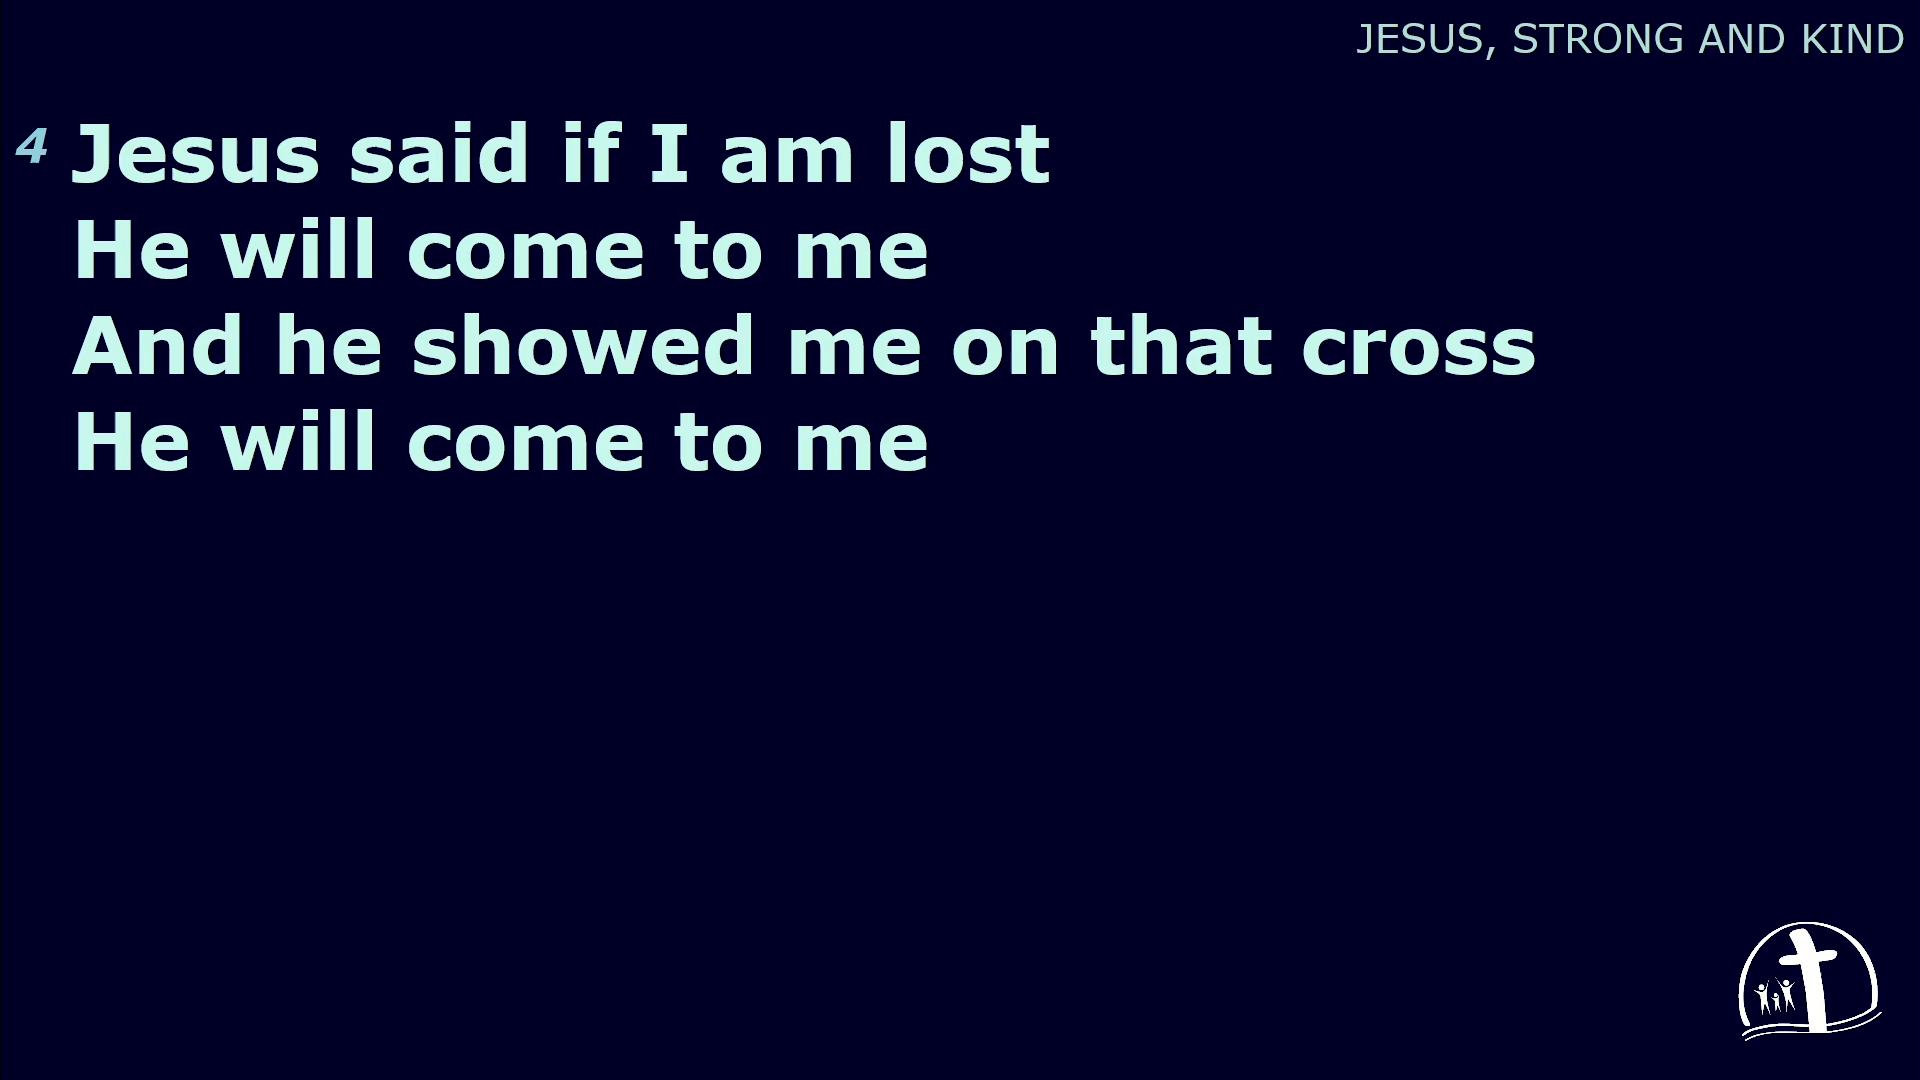 JESUS, STRONG AND KIND
4 Jesus said if I am lost
He will come to me
And he showed me on that cross
He will come to me